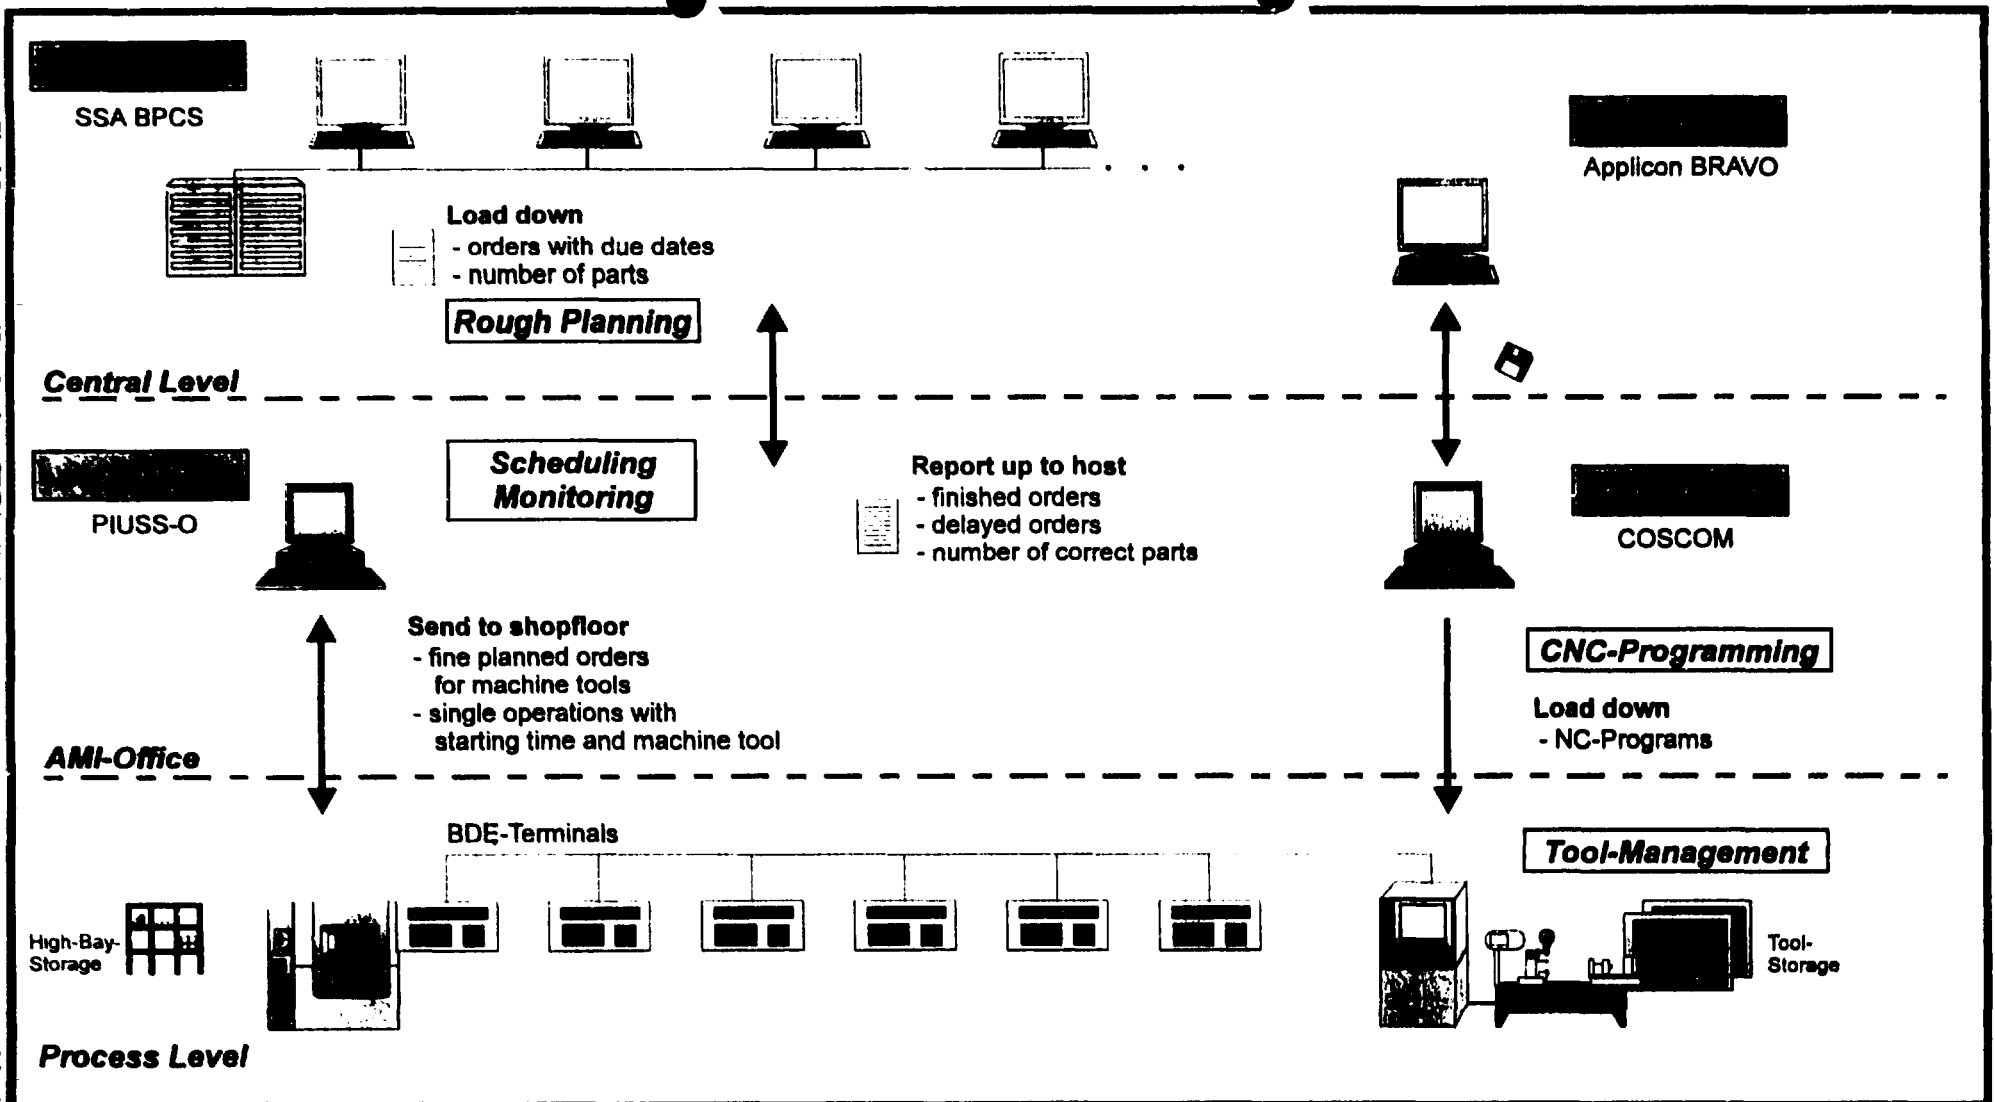 SSA BPCS
. . .
Applicon BRAVO
Load down
- orders with due dates
- number of parts
Rough Planning
Central Level
Scheduling
Monitoring
PIUSS-O
Report up to host
- finished orders
- delayed orders
- number of correct parts
COSCOM
Send to shopfloor
- fine planned orders
for machine tools
- single operations with
starting time and machine tool
CNC-Programming
Load down
- NC-Programs
AMI-Office
BDE-Terminals
Tool-Management
High-Bay-
Storage
Tool-
Storage
Process Level